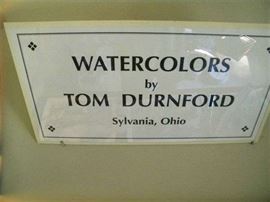 WATERCOLORS
by
TOM DURNFORD
Sylvania, Ohio